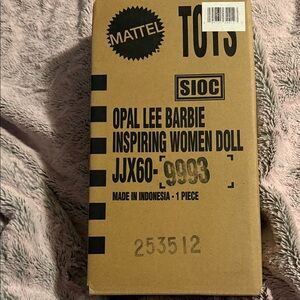 MATTEL
TOYS
SIOC
OPAL LEE BARBIE
INSPIRING WOMEN DOLL
JJX60-9993
MADE IN INDONESIA - 1 PIECE
253512